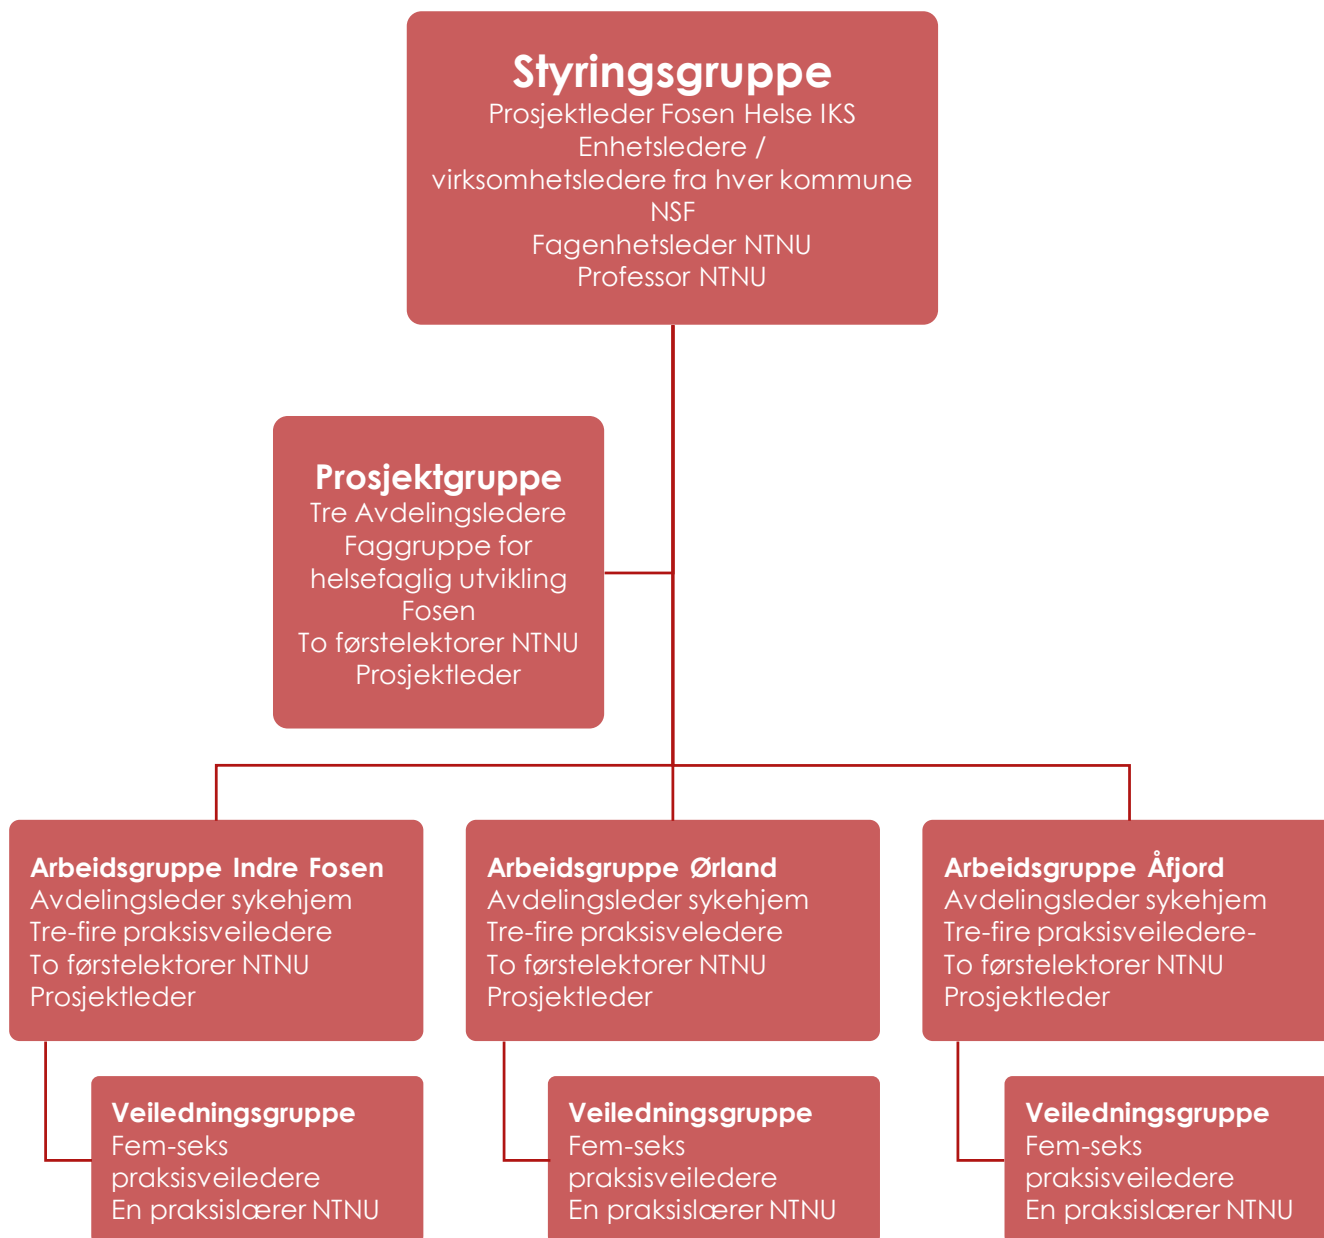 Styringsgruppe
Prosjektleder Fosen Helse IKS
Enhetsledere /
virksomhetsledere fra hver kommune
NSF
Fagenhetsleder NTNU
Professor NTNU
Prosjektgruppe
Tre Avdelingsledere
Faggruppe for
helsefaglig utvikling
Fosen
To førstelektorer NTNU
Prosjektleder
Arbeidsgruppe Indre Fosen
Avdelingsleder sykehjem
Tre-fire praksisveiledere
To førstelektorer NTNU
Prosjektleder
Arbeidsgruppe Ørland
Avdelingsleder sykehjem
Tre-fire praksisveledere
To førstelektorer NTNU
Prosjektleder
Arbeidsgruppe Åfjord
Avdelingsleder sykehjem
Tre-fire praksisveiledere-
To førstelektorer NTNU
Prosjektleder
Veiledningsgruppe
Fem-seks
praksisveiledere
En praksislærer NTNU
Veiledningsgruppe
Fem-seks
praksisveiledere
En praksislærer NTNU
Veiledningsgruppe
Fem-seks
praksisveiledere
En praksislærer NTNU